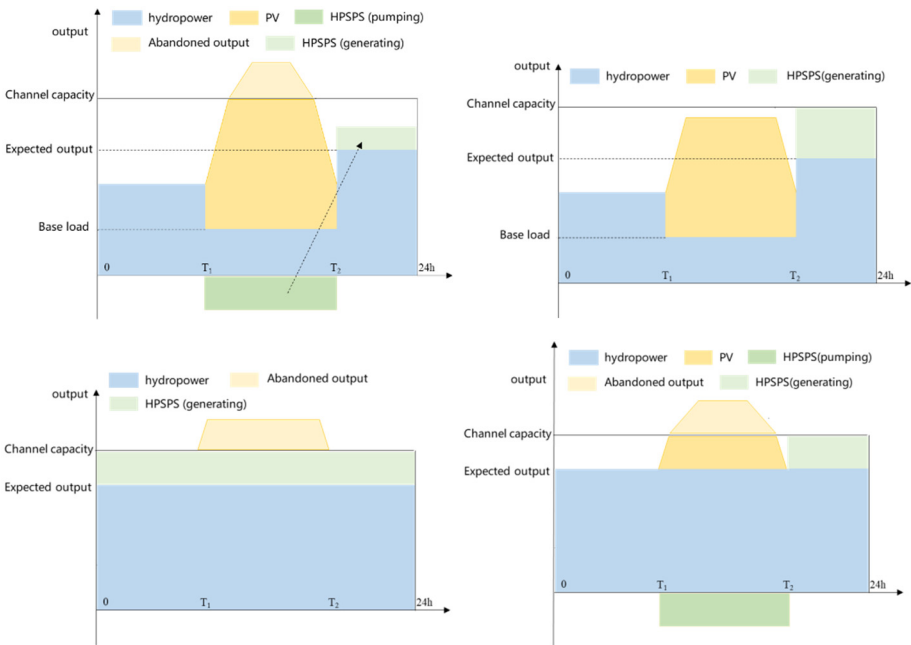 hydropower PV HPSPS (pumping)
output
Abandoned output HPSPS (generating)
Channel capacity
Expected output
Base load
0 T1 T2 24h
output
hydropower PV HPSPS(generating)
Channel capacity
Expected output
Base load
0 T1 T2 24h
hydropower Abandoned output
output
HPSPS (generating)
Channel capacity
Expected output
0 T1 T2 24h
hydropower PV HPSPS(pumping)
output
Abandoned output HPSPS(generating)
Channel capacity
Expected output
0 T1 T2 24h